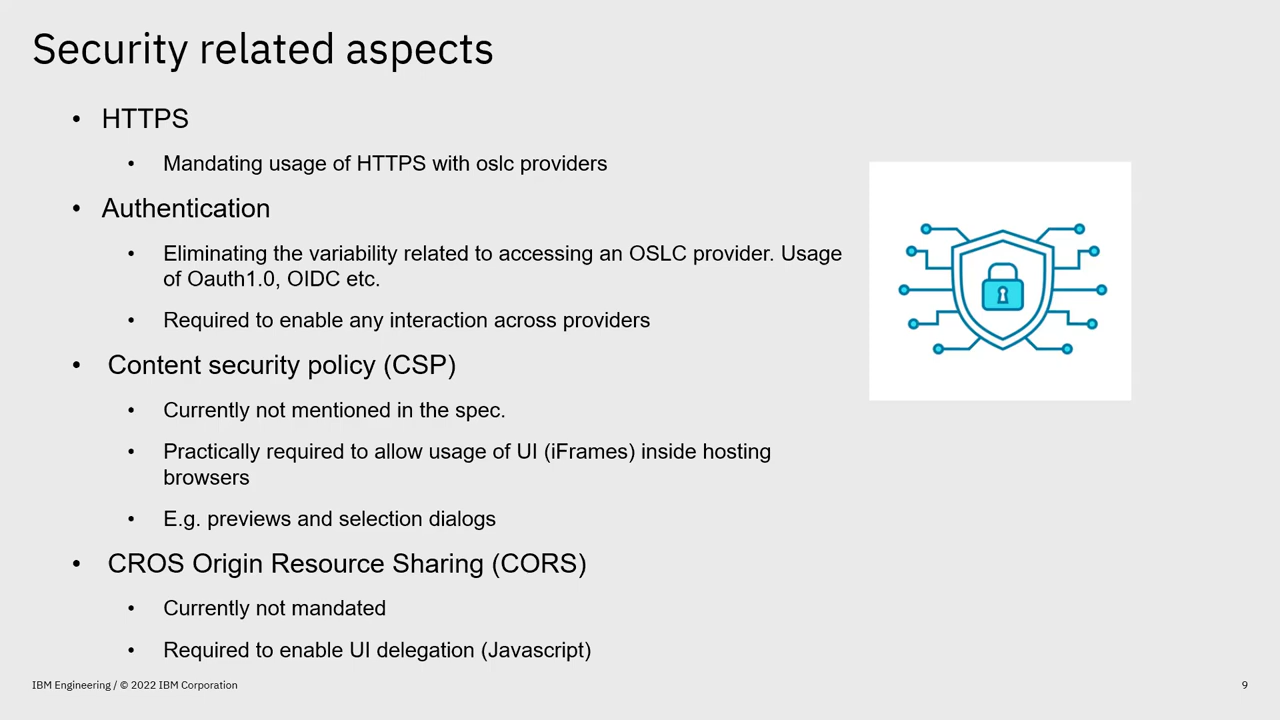 Security related aspects
• HTTPS
• Mandating usage of HTTPS with oslc providers
• Authentication
• Eliminating the variability related to accessing an OSLC provider. Usage
of Oauth1.0, OIDC etc.
• Required to enable any interaction across providers
• Content security policy (CSP)
• Currently not mentioned in the spec.
• Practically required to allow usage of UI (iFrames) inside hosting
browsers
• E.g. previews and selection dialogs
• CROS Origin Resource Sharing (CORS)
• Currently not mandated
• Required to enable UI delegation (Javascript)
IBM Engineering / © 2022 IBM Corporation
9